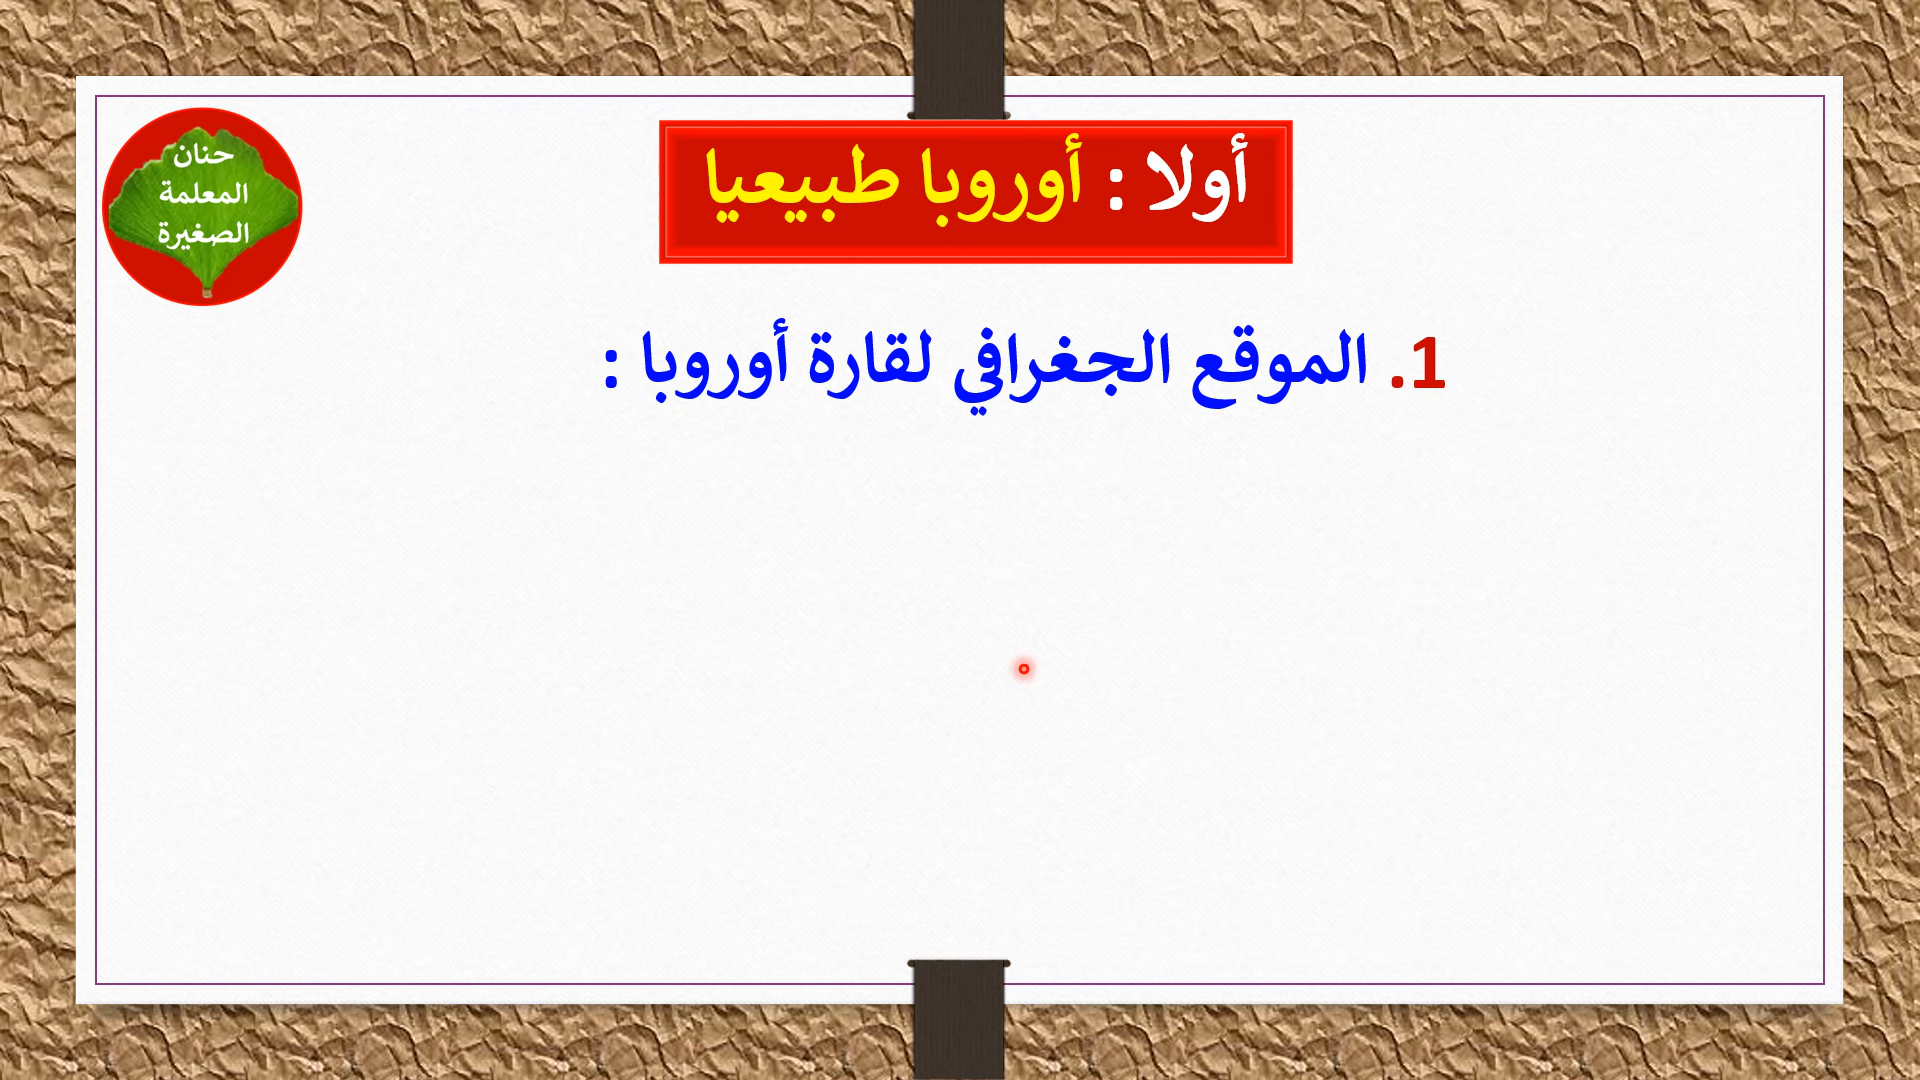 حنان
المعلمة
الصغيرة
أولا : أوروبا طبيعيا
1. الموقع الجغرافي لقارة أوروبا :